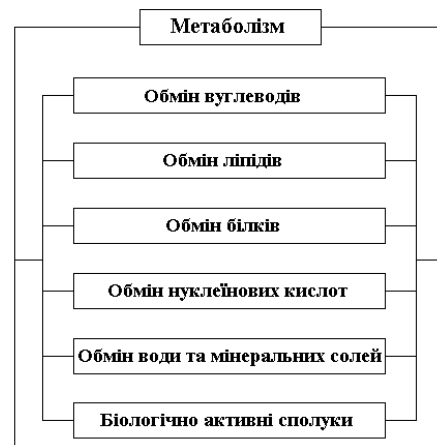 Метаболізм
Обмін вуглеводів
Обмін ліпідів
Обмін білків
Обмін нуклеїнових кислот
Обмін води та мінеральних солей
Біологічно активні сполуки